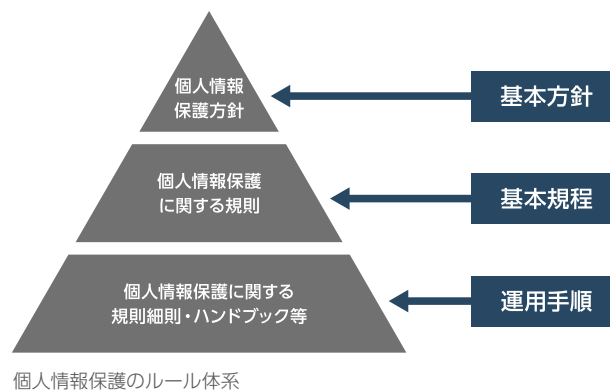 個人情報
保護方針
基本方針
個人情報保護
に関する規則
基本規程
個人情報保護に関する
規則細則・ハンドブック等
運用手順
個人情報保護のルール体系